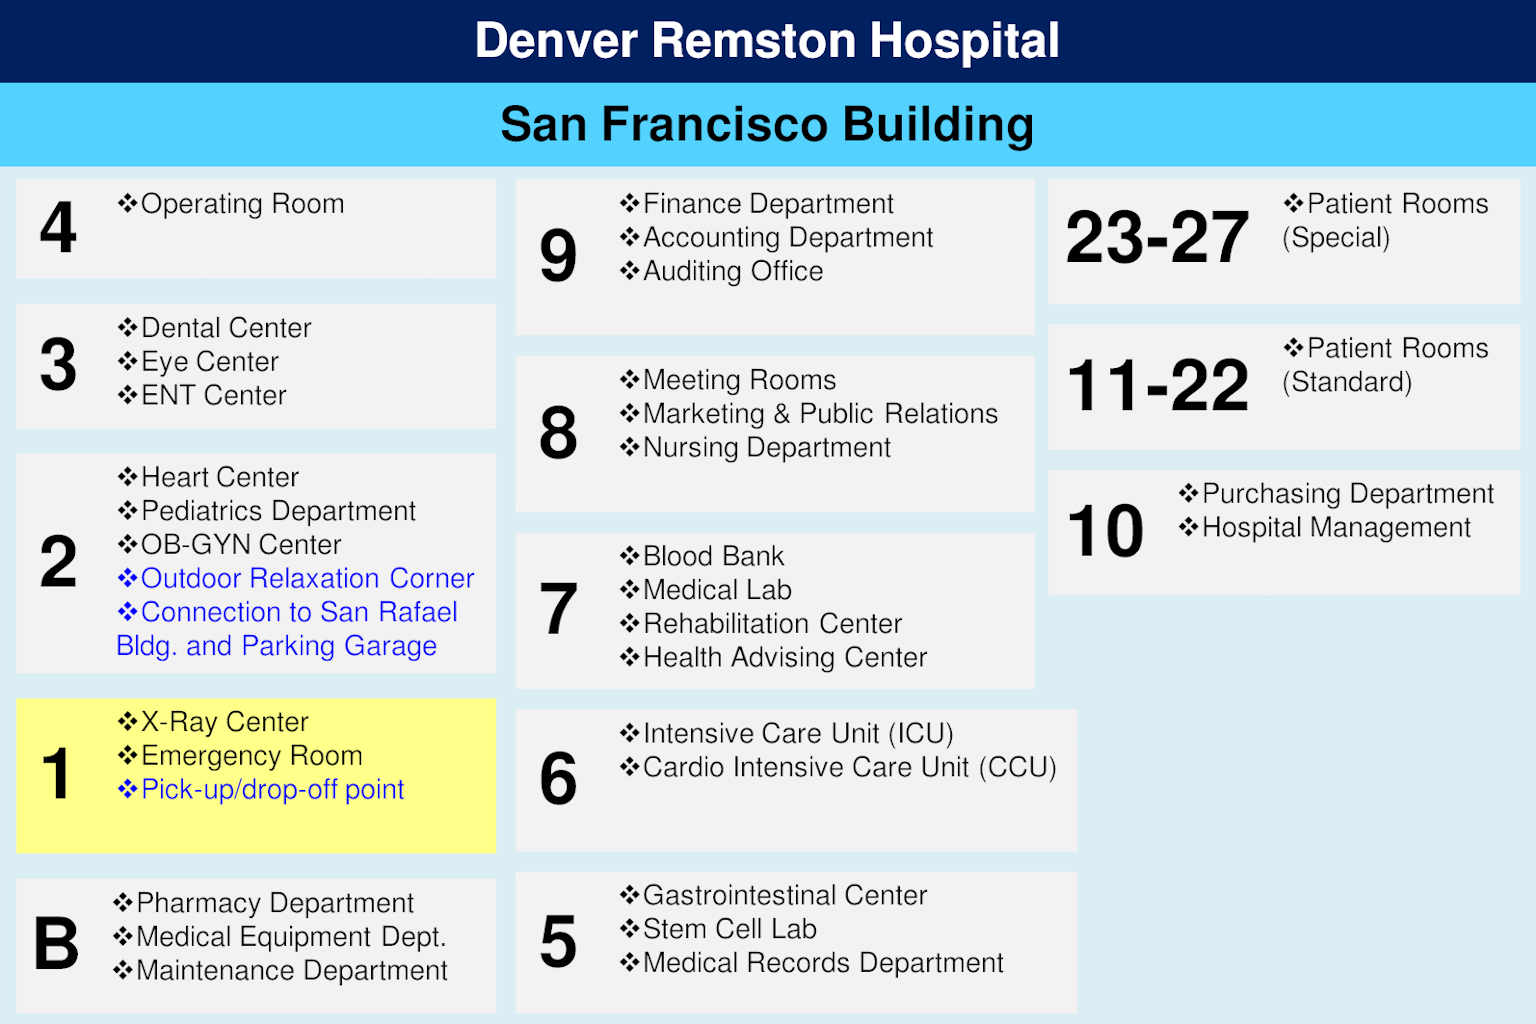 Denver Remston Hospital
San Francisco Building
4
❖Operating Room
3
❖Dental Center
❖Eye Center
❖ENT Center
2
❖Heart Center
❖Pediatrics Department
❖OB-GYN Center
❖Outdoor Relaxation Corner
❖Connection to San Rafael
Bldg. and Parking Garage
1
❖X-Ray Center
❖Emergency Room
❖Pick-up/drop-off point
B
❖Pharmacy Department
❖Medical Equipment Dept.
❖Maintenance Department
9
❖Finance Department
❖Accounting Department
❖Auditing Office
8
❖Meeting Rooms
❖Marketing & Public Relations
❖Nursing Department
7
❖Blood Bank
❖Medical Lab
❖Rehabilitation Center
❖Health Advising Center
6
❖Intensive Care Unit (ICU)
❖Cardio Intensive Care Unit (CCU)
5
❖Gastrointestinal Center
❖Stem Cell Lab
❖Medical Records Department
23-27
❖Patient Rooms
(Special)
11-22
❖Patient Rooms
(Standard)
10
❖Purchasing Department
❖Hospital Management